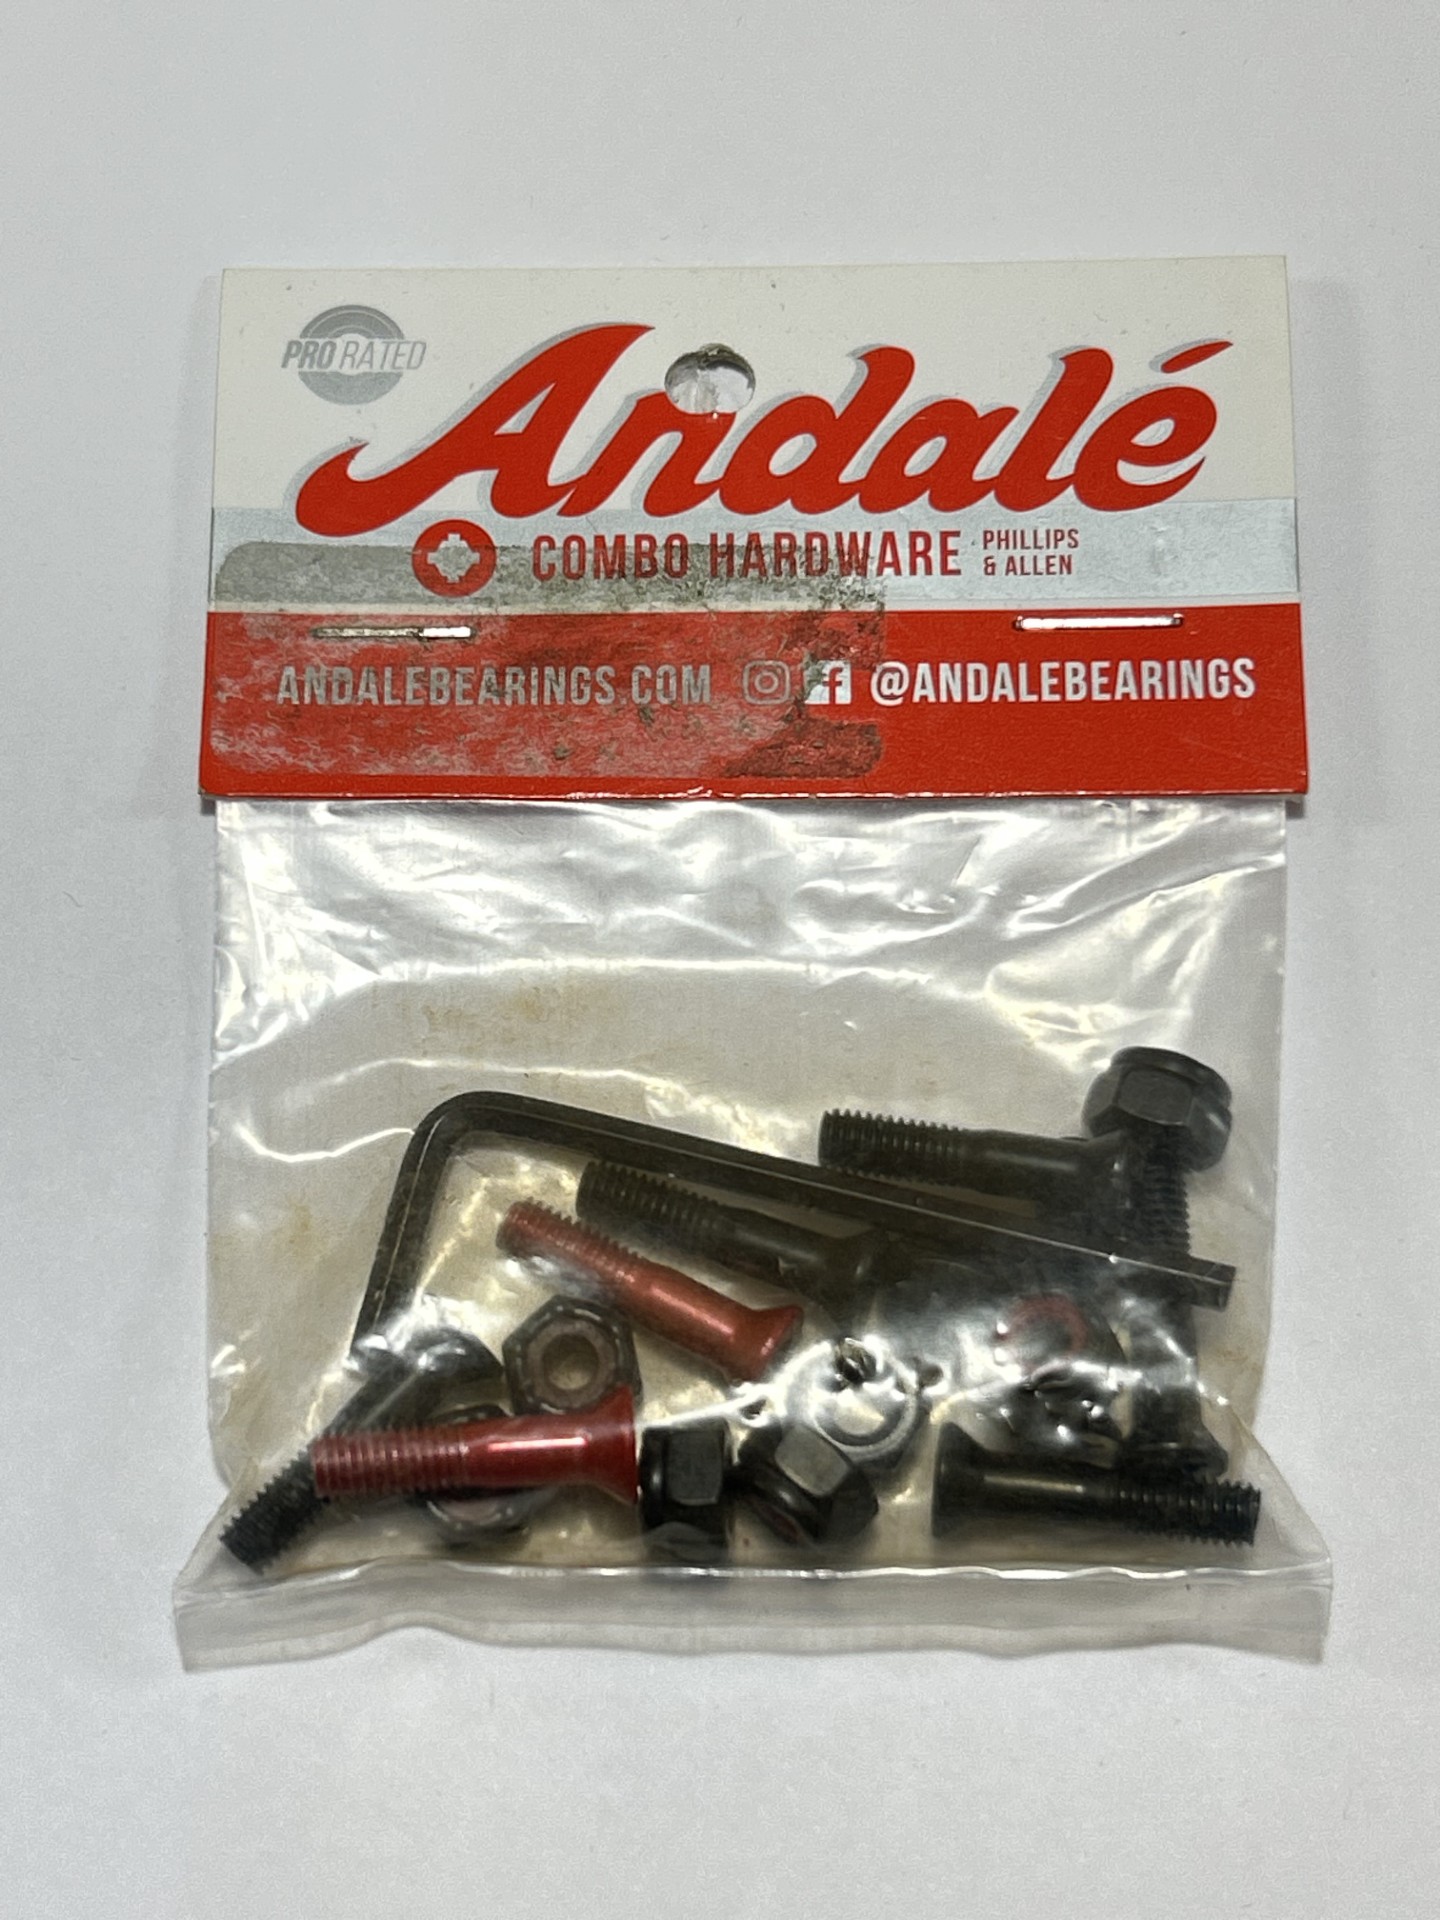 PRO RATED
Andalé
COMBO HARDWARE PHILLIPS
& ALLEN
ANDALEBEARINGS.COM @ANDALEBEARINGS